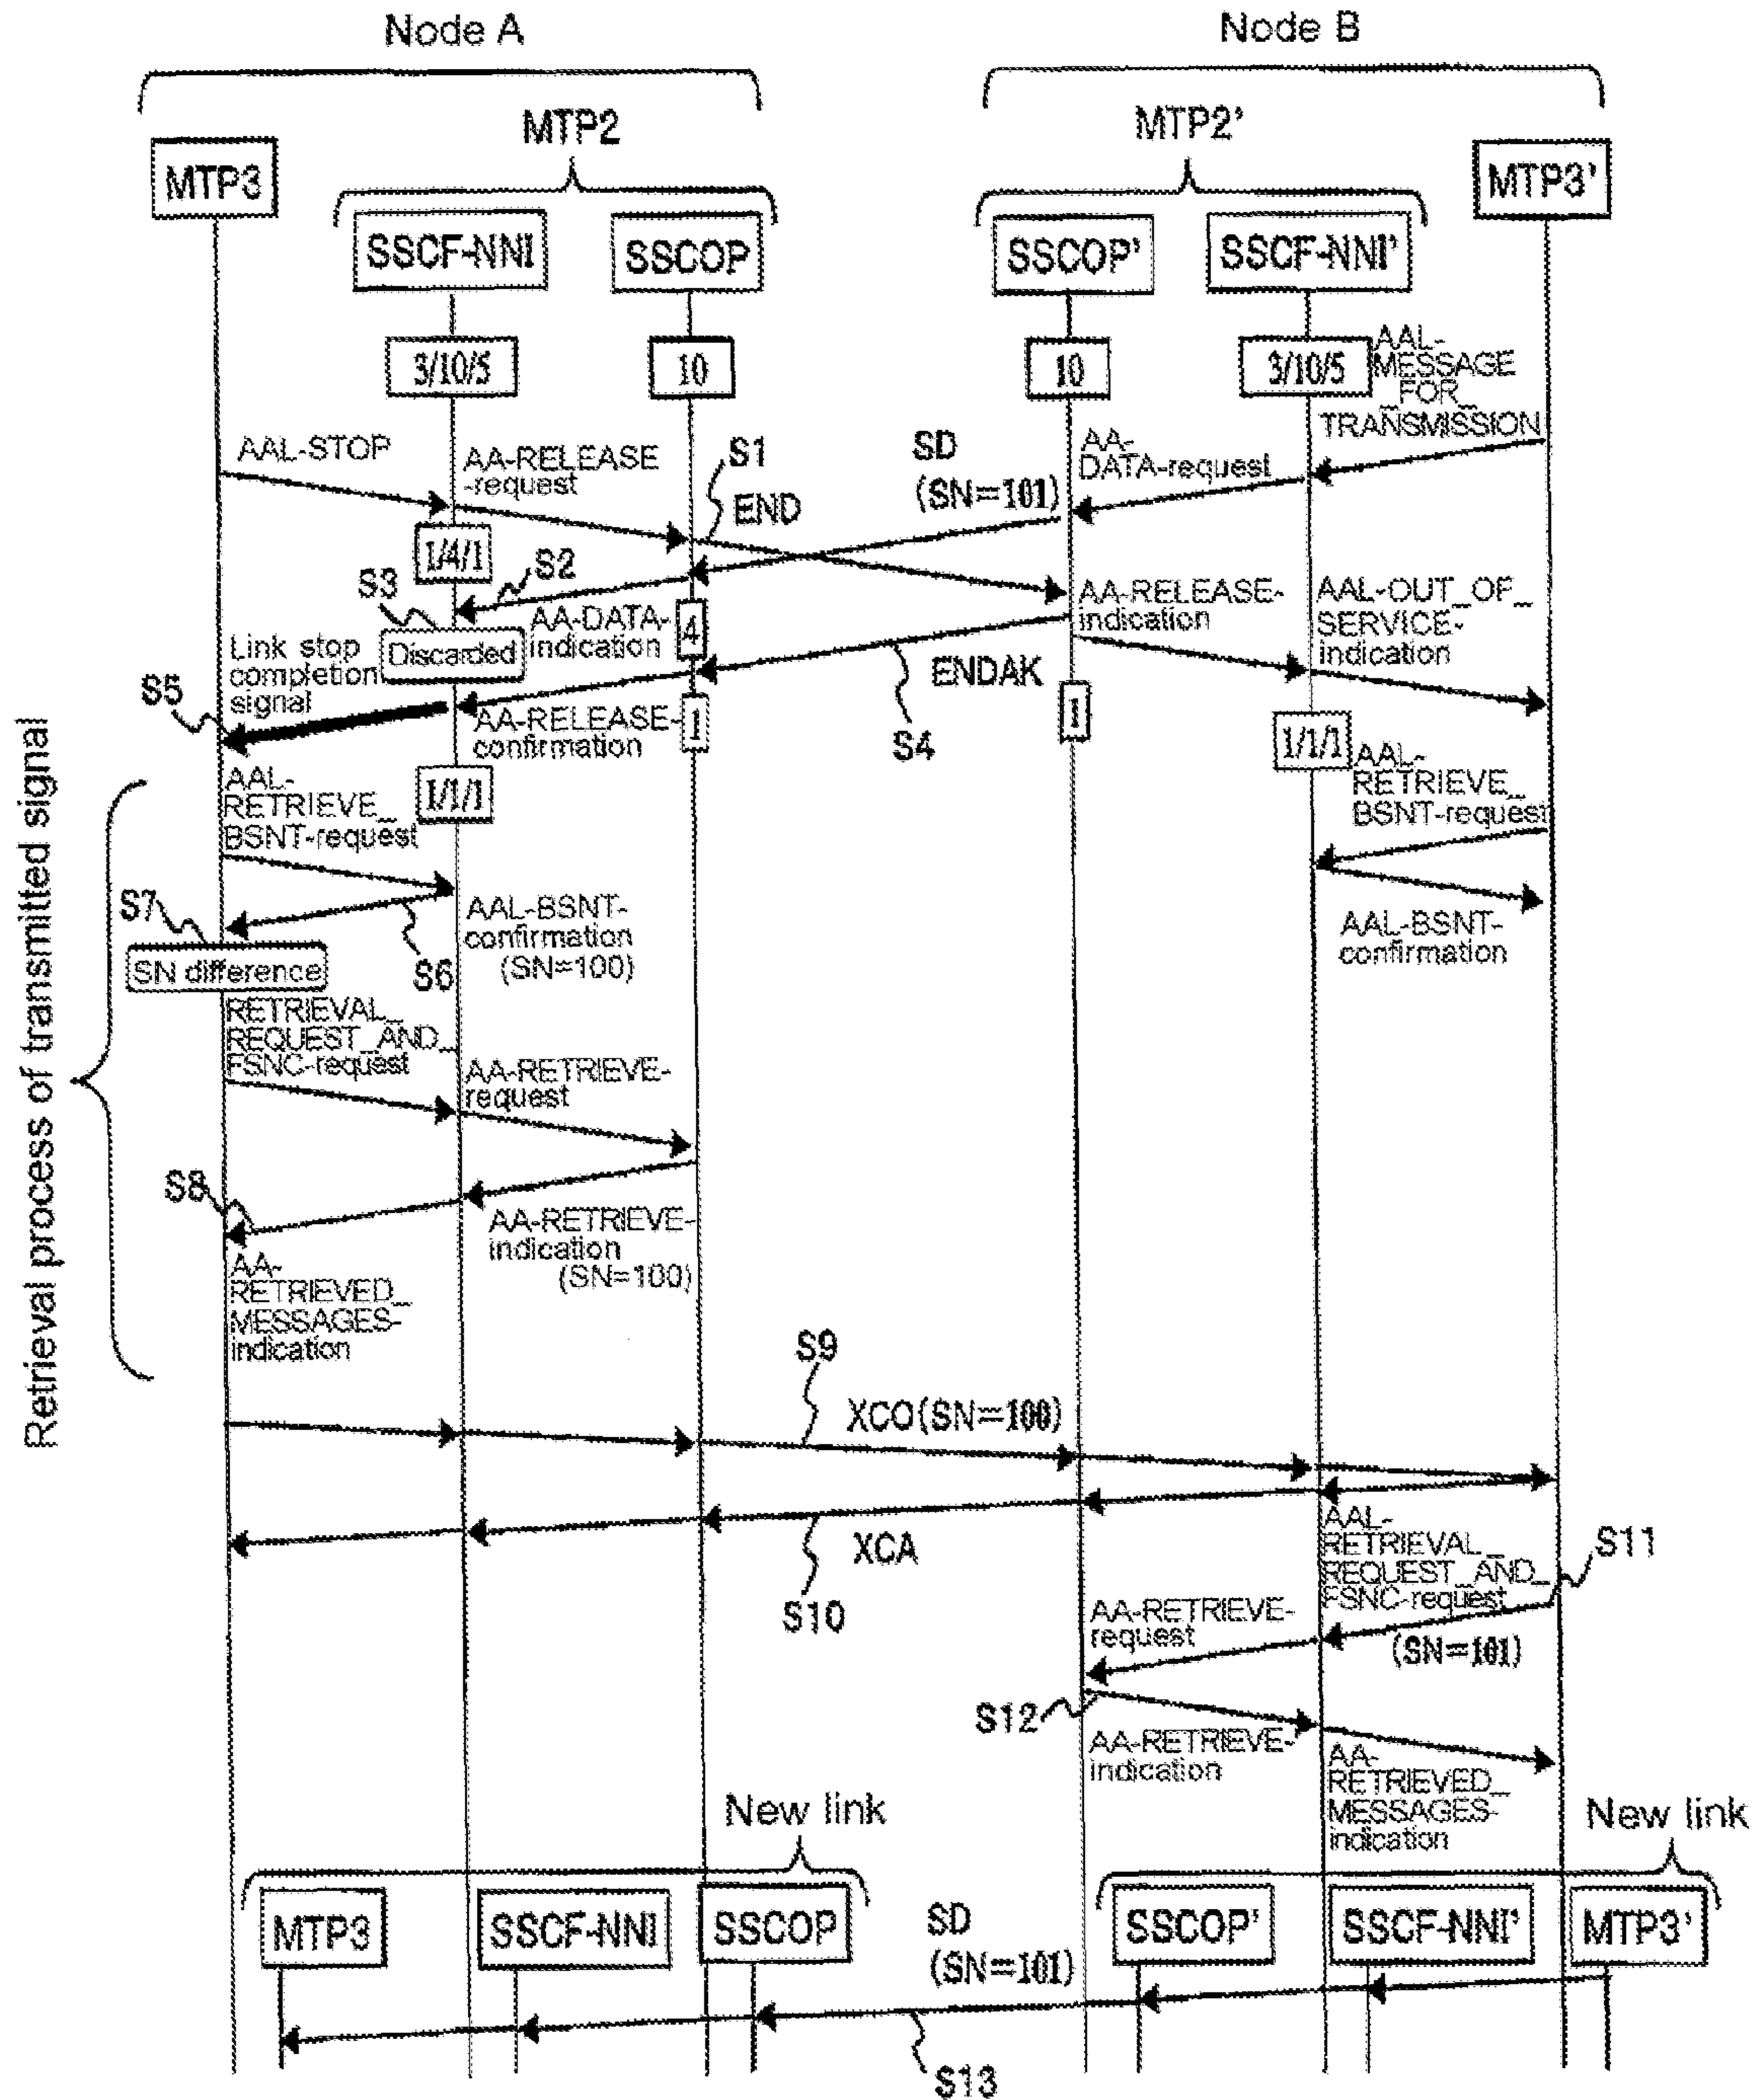 Node A
Node B
MTP2
MTP2'
MTP3
MTP3'
SSCF-NNI
SSCOP
SSCOP'
SSCF-NNI'
3/10/5
10
10
3/10/5
AAL-
MESSAGE
_FOR_
TRANSMISSION
AAL-STOP
AA-RELEASE
-request
S1
END
SD
(SN=101)
AA-
DATA-request
1/4/1
S2
S3
Discarded
AA-DATA-
indication
4
AA-RELEASE-
indication
AAL-OUT_OF_
SERVICE-
indication
Link stop
completion
signal
S5
AA-RELEASE-
confirmation
1
ENDAK
S4
1
1/1/1
AAL-
RETRIEVE_
BSNT-request
1/1/1
AAL-
RETRIEVE_
BSNT-request
Retrieval process of transmitted signal
S7
SN difference
S6
AAL-BSNT-
confirmation
(SN=100)
AAL-BSNT-
confirmation
RETRIEVAL_
REQUEST_AND_
FSNC-request
AA-RETRIEVE-
request
S8
AA-RETRIEVE-
indication
(SN=100)
AA-
RETRIEVED_
MESSAGES-
indication
S9
XCO(SN=100)
XCA
S10
AAL-
RETRIEVAL_
REQUEST_AND_
FSNC-request
S11
(SN=101)
AA-RETRIEVE-
request
S12
AA-RETRIEVE-
indication
AA-
RETRIEVED_
MESSAGES-
indication
New link
New link
MTP3
SSCF-NNI
SSCOP
SD
(SN=101)
SSCOP'
SSCF-NNI'
MTP3'
S13